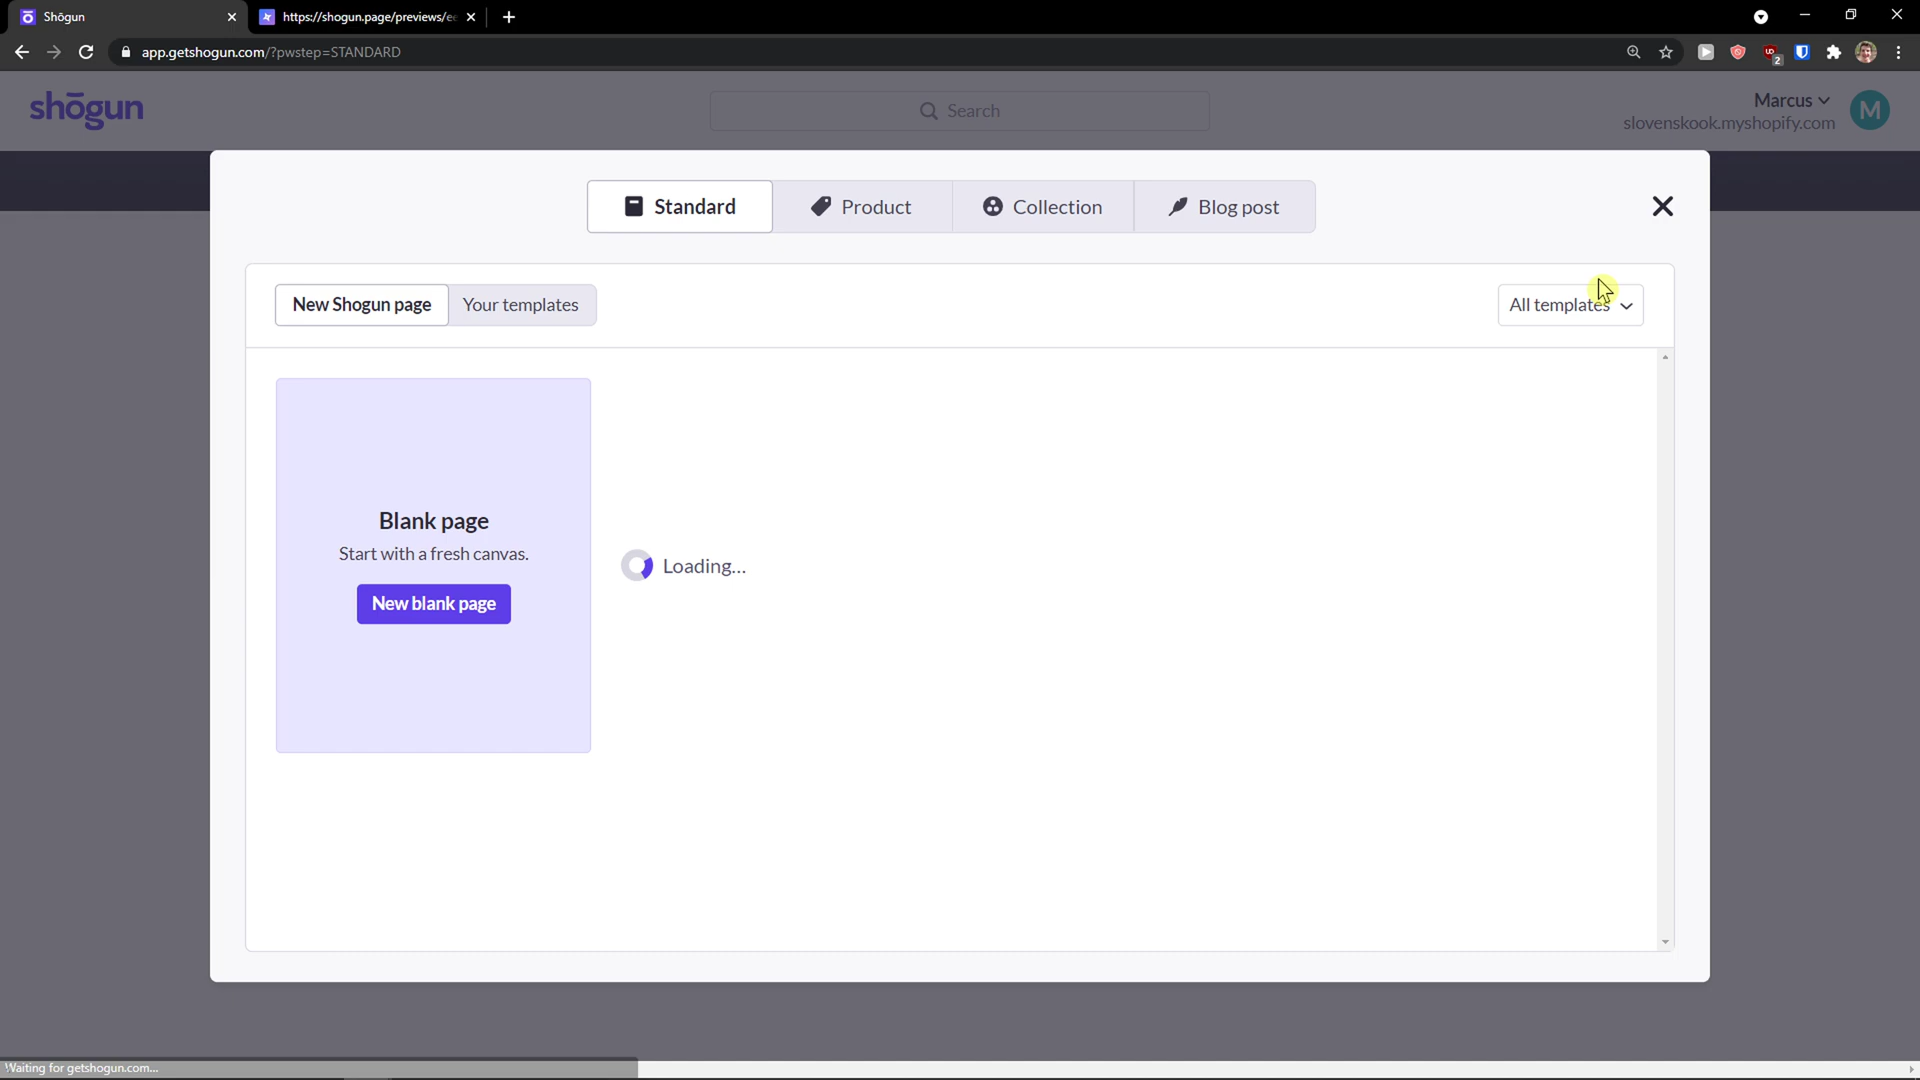 Shōgun
https://shogun.page/previews/e
app.getshogun.com/?pwstep=STANDARD
2
shōgun
Search
Marcus
slovenskook.myshopify.com
M
Standard
Product
Collection
Blog post
New Shogun page
Your templates
All templates
Blank page
Start with a fresh canvas.
New blank page
Loading...
Waiting for getshogun.com...